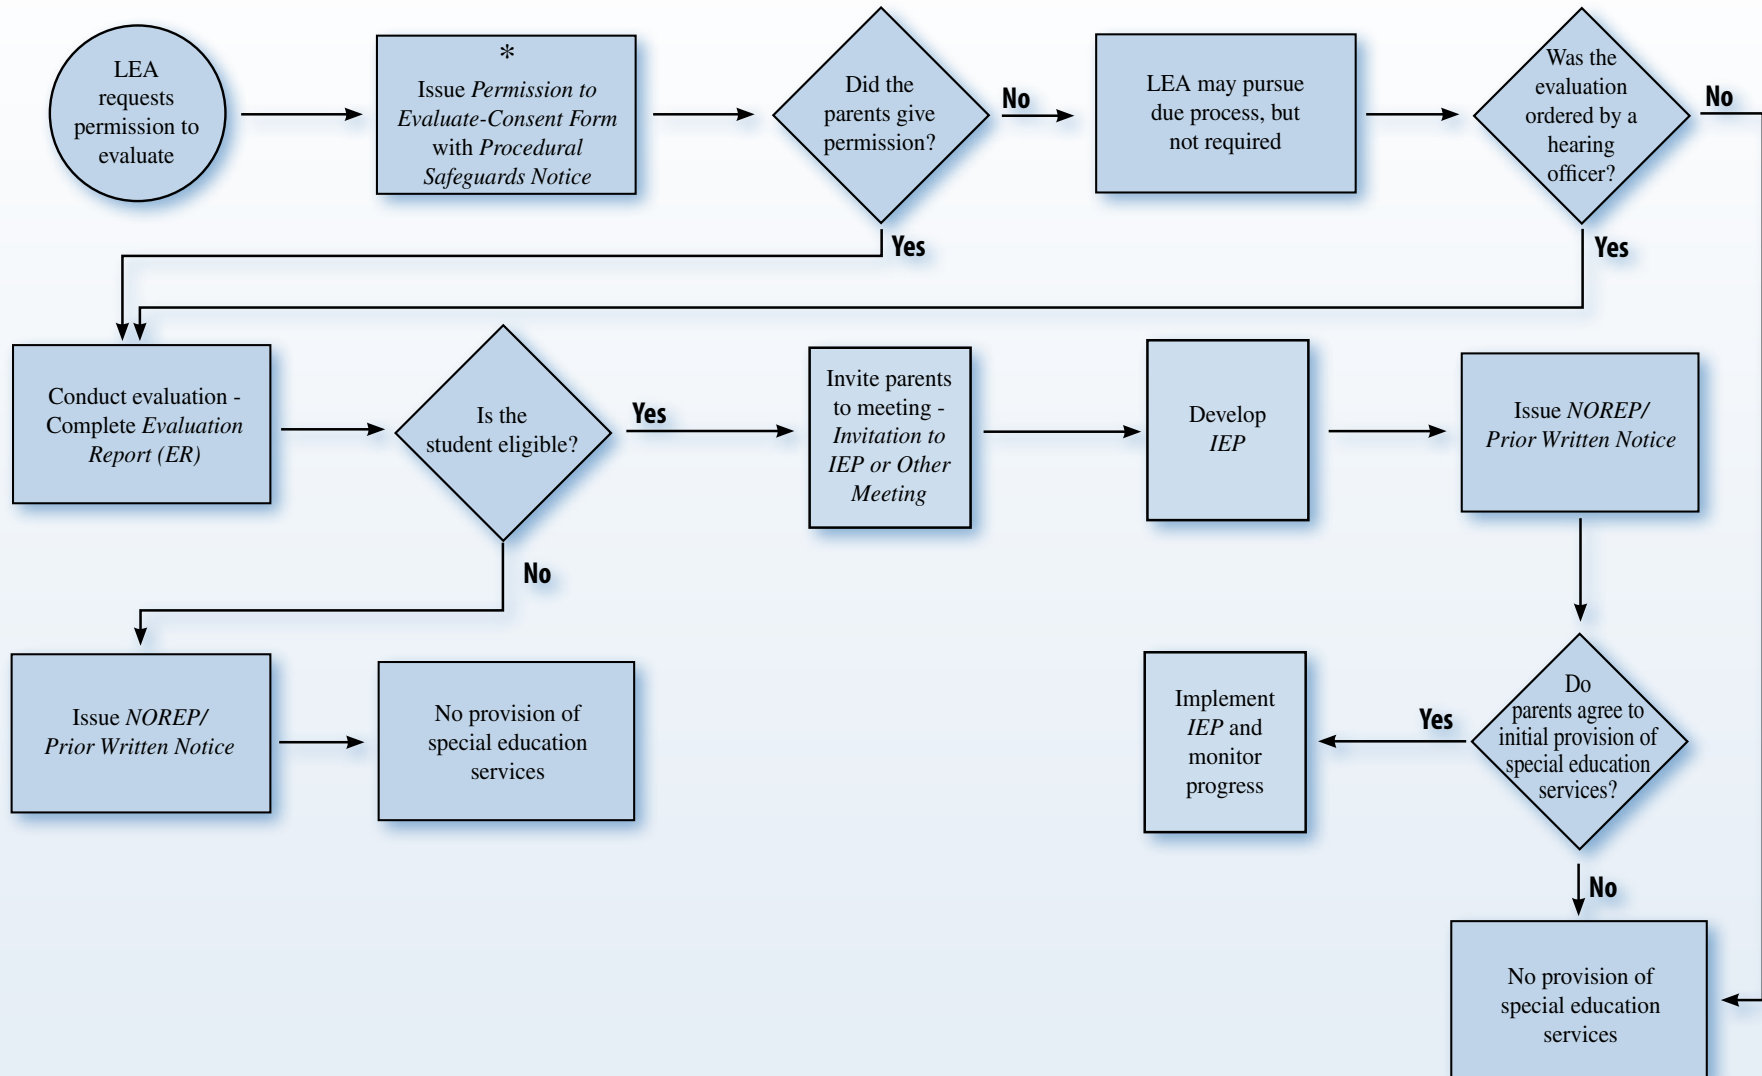 LEA
requests
permission to
evaluate
*
Issue Permission to
Evaluate-Consent Form
with Procedural
Safeguards Notice
Did the
parents give
permission?
No
LEA may pursue
due process, but
not required
Was the
evaluation
ordered by a
hearing
officer?
No
Yes
Yes
Conduct evaluation -
Complete Evaluation
Report (ER)
Is the
student eligible?
Yes
Invite parents
to meeting -
Invitation to
IEP or Other
Meeting
Develop
IEP
Issue NOREP/
Prior Written Notice
No
Issue NOREP/
Prior Written Notice
No provision of
special education
services
Implement
IEP and
monitor
progress
Yes
Do
parents agree to
initial provision of
special education
services?
No
No provision of
special education
services